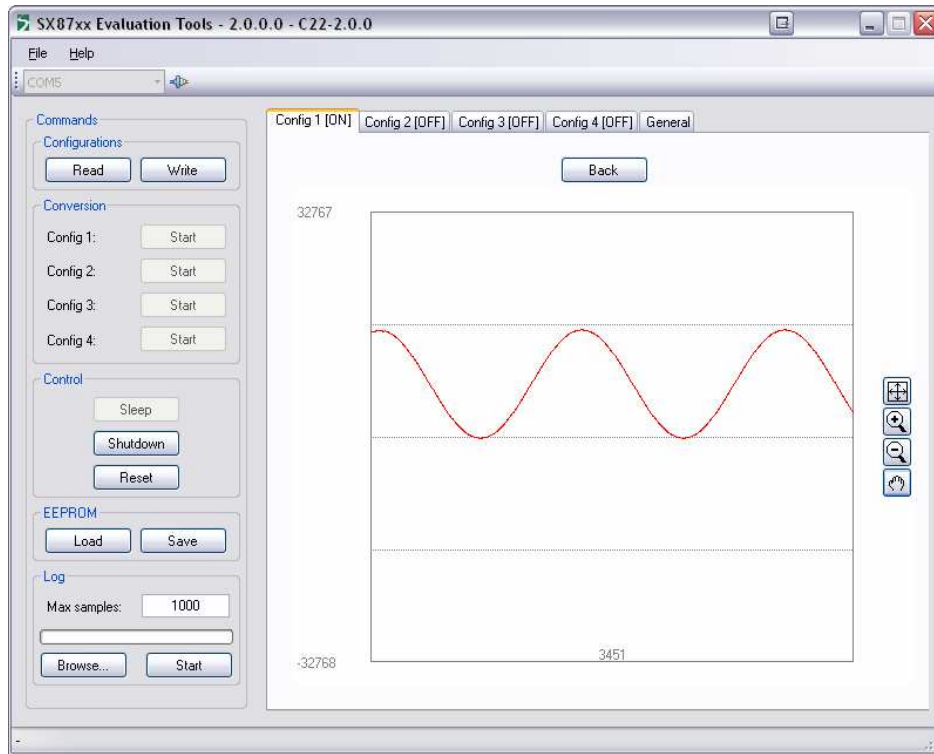 SX87xx Evaluation Tools - 2.0.0.0 - C22-2.0.0
File Help
COM5
Commands
Configurations
Read Write
Conversion
Config 1: Start
Config 2: Start
Config 3: Start
Config 4: Start
Control
Sleep
Shutdown
Reset
EEPROM
Load Save
Log
Max samples: 1000
Browse... Start
Config 1 [ON] Config 2 [OFF] Config 3 [OFF] Config 4 [OFF] General
Back
32767
-32768
3451
-